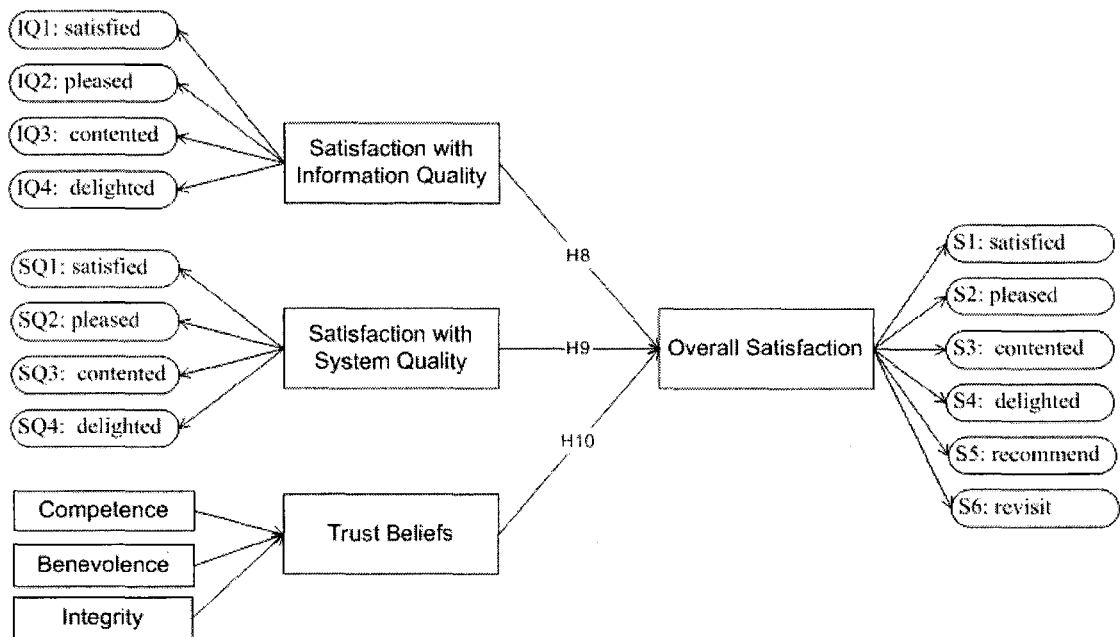 IQ1: satisfied
IQ2: pleased
IQ3: contented
IQ4: delighted
Satisfaction with
Information Quality
H8
SQ1: satisfied
SQ2: pleased
SQ3: contented
SQ4: delighted
Satisfaction with
System Quality
H9
Overall Satisfaction
S1: satisfied
S2: pleased
S3: contented
S4: delighted
S5: recommend
S6: revisit
H10
Competence
Benevolence
Integrity
Trust Beliefs